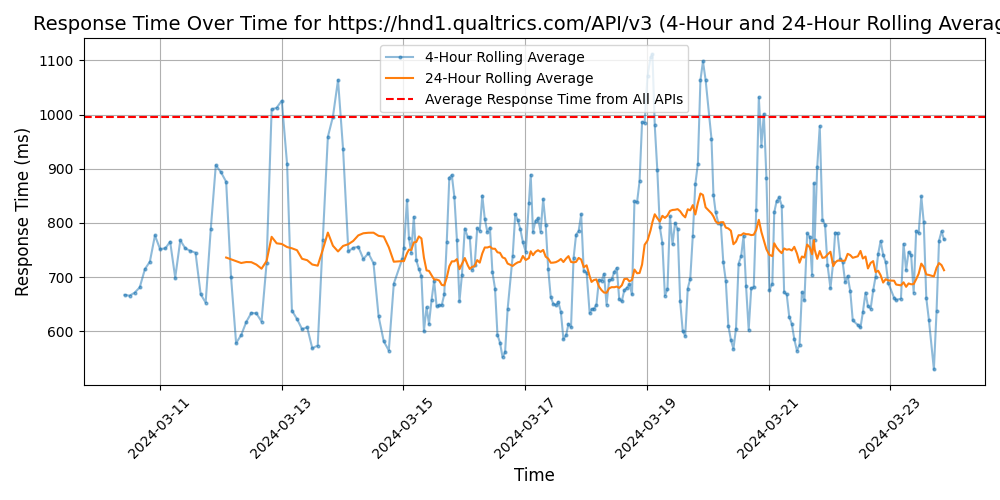 Response Time Over Time for https://hnd1.qualtrics.com/API/v3 (4-Hour and 24-Hour Rolling Averag
4-Hour Rolling Average
24-Hour Rolling Average
Average Response Time from All APIs
Response Time (ms)
1100
1000
900
800
700
600
2024-03-11
2024-03-13
2024-03-15
2024-03-17
2024-03-19
2024-03-21
2024-03-23
Time